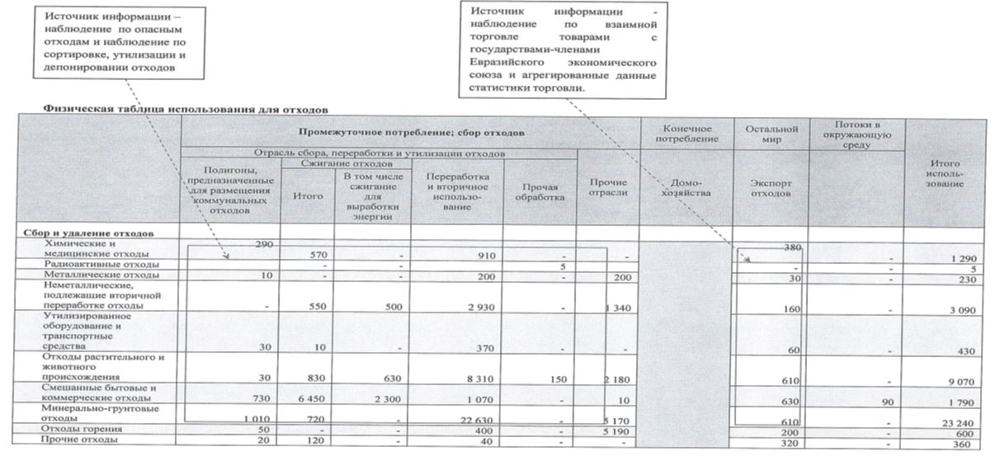 Источник информации –
наблюдение по опасным
отходам и наблюдение по
сортировке, утилизации и
депонировании отходов
Источник информации -
наблюдение по взаимной
торговле товарами с
государствами-членами
Евразийского экономического
союза и агрегированные данные
статистики торговли.
Физическая таблица использования для отходов
Промежуточное потребление; сбор отходов
Конечное
потребление
Остальной
мир
Потоки в
окружающую
среду
Итого
исполь-
зование
Отрасль сбора, переработки и утилизации отходов
Полигоны,
предназначенные
для размещения
коммунальных
отходов
Сжигание отходов
Итого
В том числе
сжигание
для
выработки
энергии
Переработка
и вторичное
использо-
вание
Прочая
обработка
Прочие
отрасли
Домо-
хозяйства
Экспорт
отходов
Сбор и удаление отходов
Химические и
медицинские отходы 290 570 - 910 - - 380 - 1 290
Радиоактивные отходы - - 5 - - 5
Металлические отходы 10 - - 200 - 200 30 - 230
Неметаллические,
подлежащие вторичной
переработке отходы - 550 500 2 930 - 1 340 160 - 3 090
Утилизированное
оборудование и
транспортные
средства 30 10 - 370 - - 60 - 430
Отходы растительного и
животного
происхождения 30 830 630 8 310 150 2 180 610 - 9 070
Смешанные бытовые и
коммерческие отходы 730 6 450 2 300 1 070 - 10 630 90 1 790
Минерально-грунтовые
отходы 1 010 720 - 22 630 - 5 170 610 - 23 240
Отходы горения 50 - - 400 - 5 190 200 - 600
Прочие отходы 20 120 - 40 - - 320 - 360